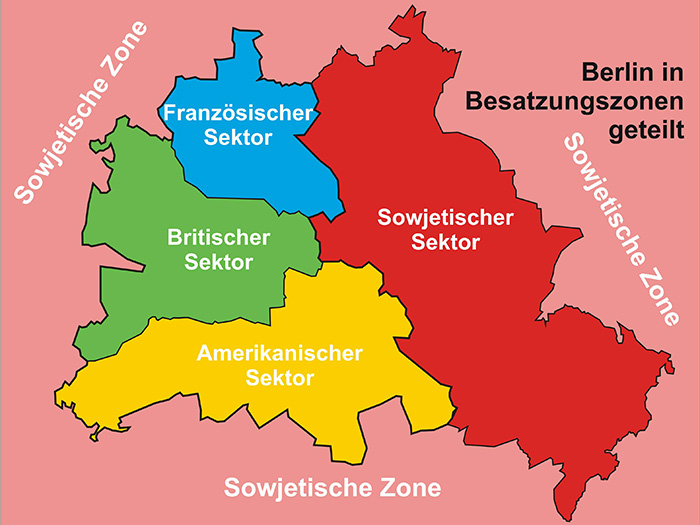 Sowjetische Zone
Berlin in
Besatzungszonen
geteilt
Französischer
Sektor
Sowjetische Zone
Sowjetischer
Sektor
Britischer
Sektor
Amerikanischer
Sektor
Sowjetische Zone